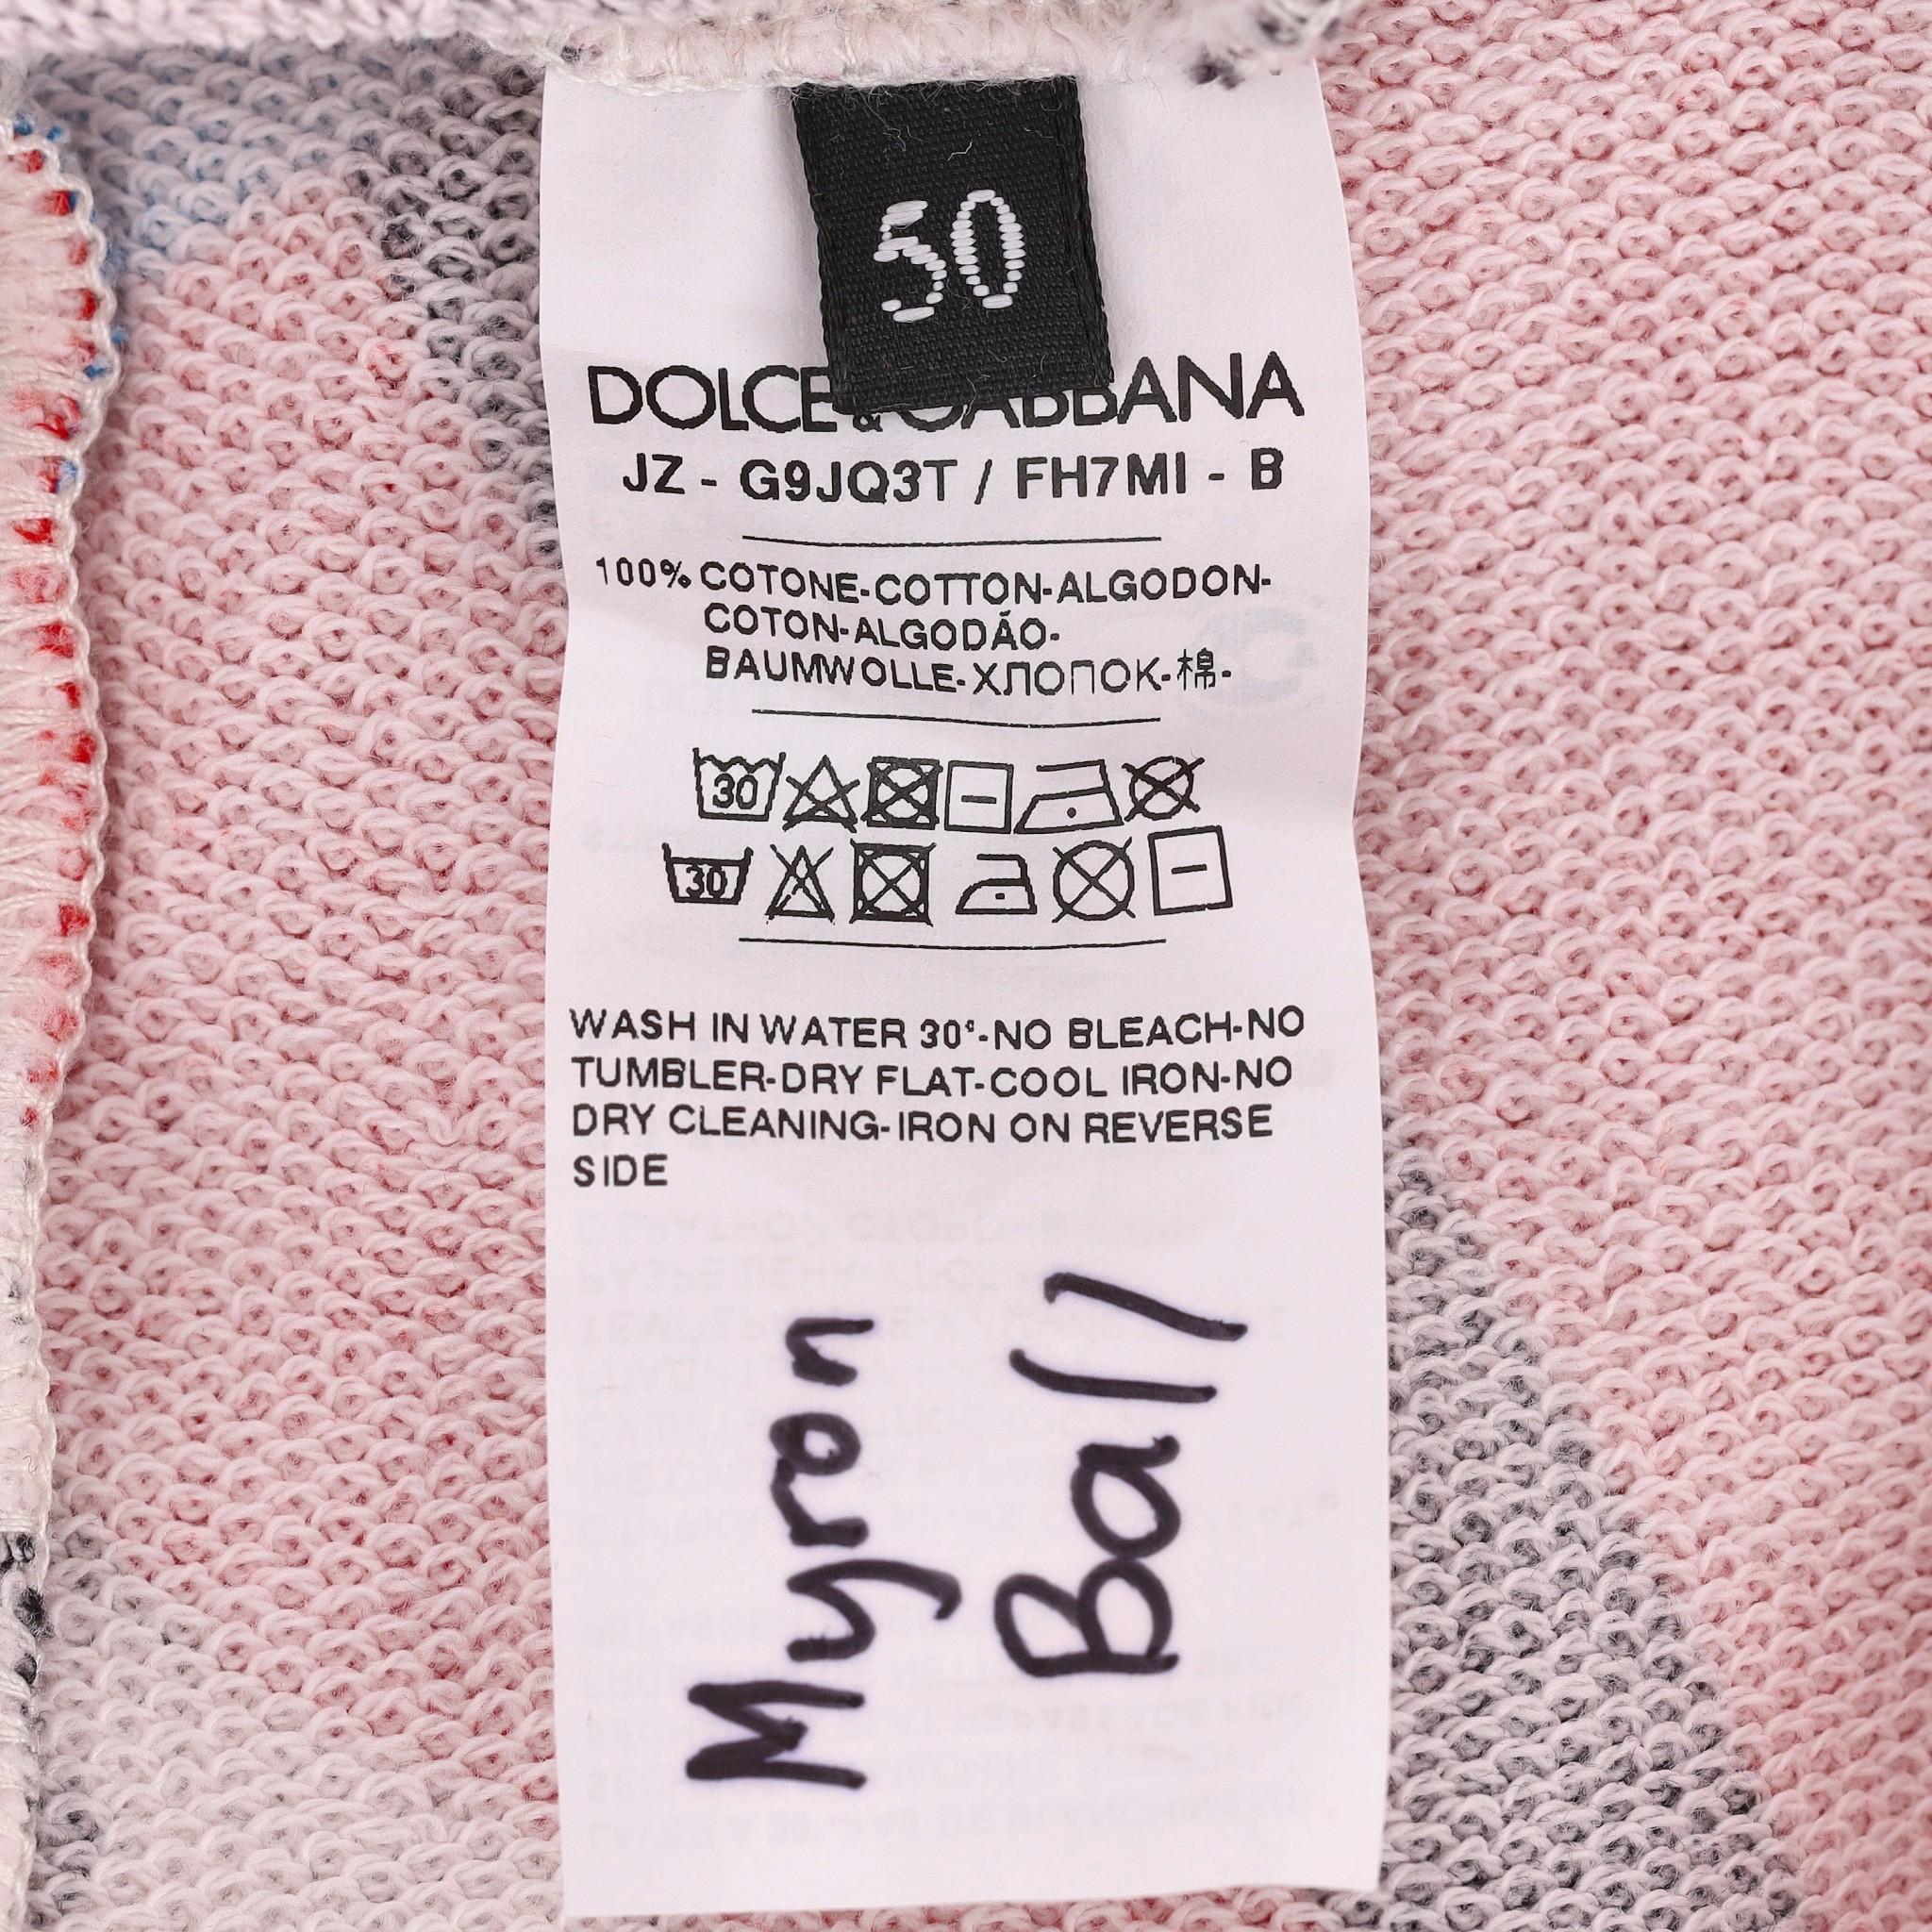 50
DOLCE&GABBANA
JZ - G9JQ3T / FH7MI - B
100% COTONE-COTTON-ALGODON-
COTON-ALGODÃO-
BAUMWOLLE-ХЛОПОК-棉-
30
30
WASH IN WATER 30°-NO BLEACH-NO
TUMBLER-DRY FLAT-COOL IRON-NO
DRY CLEANING-IRON ON REVERSE
SIDE
Myron
Ball